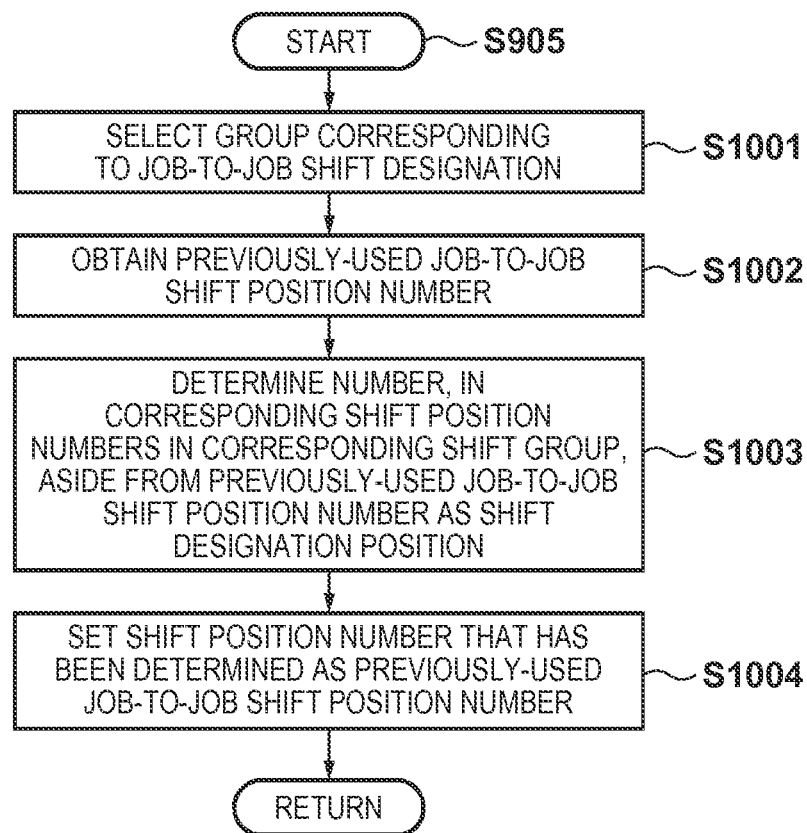 START
S905
SELECT GROUP CORRESPONDING
TO JOB-TO-JOB SHIFT DESIGNATION
S1001
OBTAIN PREVIOUSLY-USED JOB-TO-JOB
SHIFT POSITION NUMBER
S1002
DETERMINE NUMBER, IN
CORRESPONDING SHIFT POSITION
NUMBERS IN CORRESPONDING SHIFT GROUP,
ASIDE FROM PREVIOUSLY-USED JOB-TO-JOB
SHIFT POSITION NUMBER AS SHIFT
DESIGNATION POSITION
S1003
SET SHIFT POSITION NUMBER THAT HAS
BEEN DETERMINED AS PREVIOUSLY-USED
JOB-TO-JOB SHIFT POSITION NUMBER
S1004
RETURN